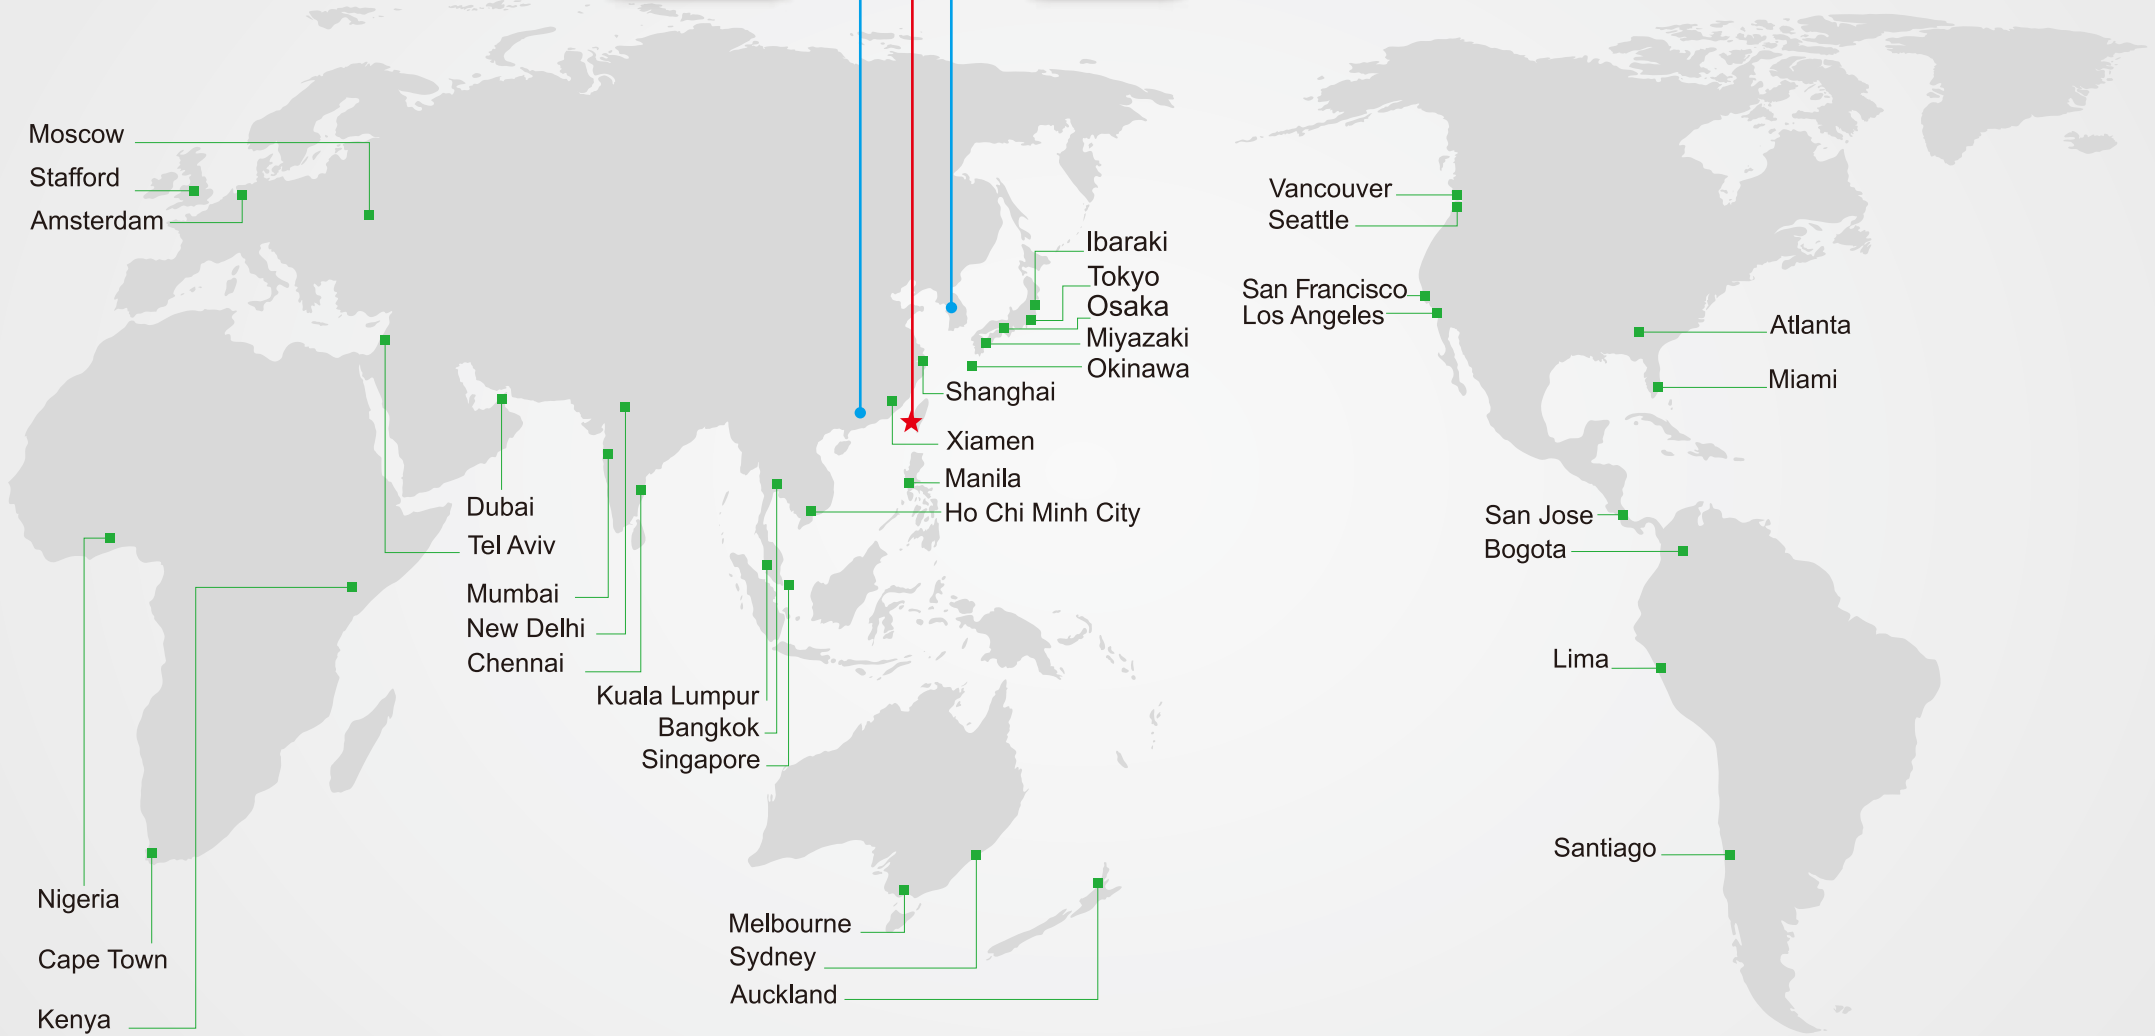 Moscow
Stafford
Amsterdam
Ibaraki
Tokyo
Osaka
Miyazaki
Okinawa
Shanghai
Xiamen
Manila
Ho Chi Minh City
Dubai
Tel Aviv
Mumbai
New Delhi
Chennai
Kuala Lumpur
Bangkok
Singapore
Nigeria
Cape Town
Kenya
Melbourne
Sydney
Auckland
Vancouver
Seattle
San Francisco
Los Angeles
Atlanta
Miami
San Jose
Bogota
Lima
Santiago